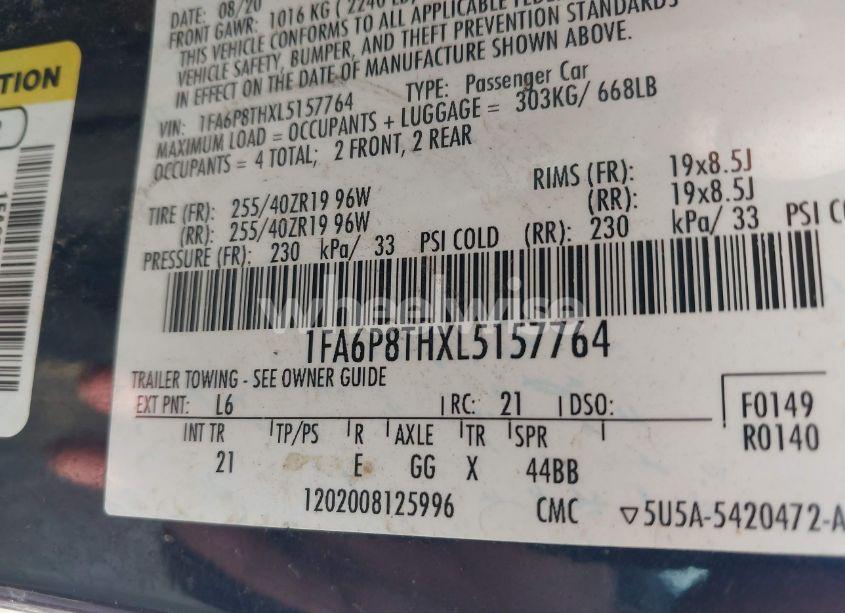 DATE: 08/20
FRONT GAWR: 1016 KG ( 2240 LB
THIS VEHICLE CONFORMS TO ALL APPLICABLE
VEHICLE SAFETY, BUMPER, AND THEFT PREVENTION STANDARDS
IN EFFECT ON THE DATE OF MANUFACTURE SHOWN ABOVE.
VIN: 1FA6P8THXL5157764 TYPE: Passenger Car
MAXIMUM LOAD = OCCUPANTS + LUGGAGE = 303KG/ 668LB
OCCUPANTS = 4 TOTAL; 2 FRONT, 2 REAR
TIRE (FR): 255/40ZR19 96W RIMS (FR): 19x8.5J
(RR): 255/40ZR19 96W (RR): 19x8.5J
PRESSURE (FR): 230 kPa/ 33 PSI COLD (RR): 230 kPa/ 33 PSI
wheelwise
1FA6P8THXL5157764
TRAILER TOWING - SEE OWNER GUIDE
EXT PNT: L6 RC: 21 DSO:
F0149
INT TR TP/PS R AXLE TR SPR
R0140
21 E GG X 44BB
1202008125996 CMC ▽5U5A-5420472-A
TION